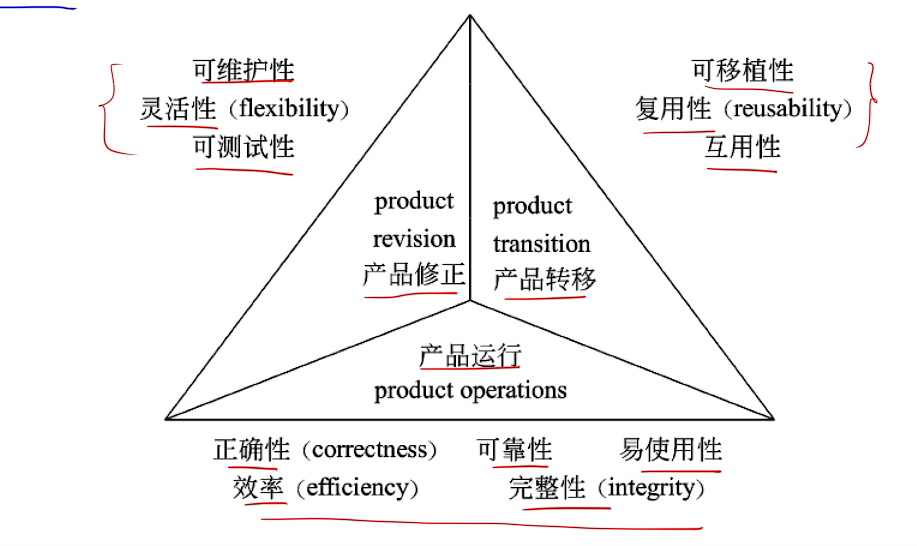 可维护性
灵活性（flexibility）
可测试性
可移植性
复用性（reusability）
互用性
product
revision
产品修正
product
transition
产品转移
产品运行
product operations
正确性（correctness） 可靠性 易使用性
效率（efficiency） 完整性（integrity）